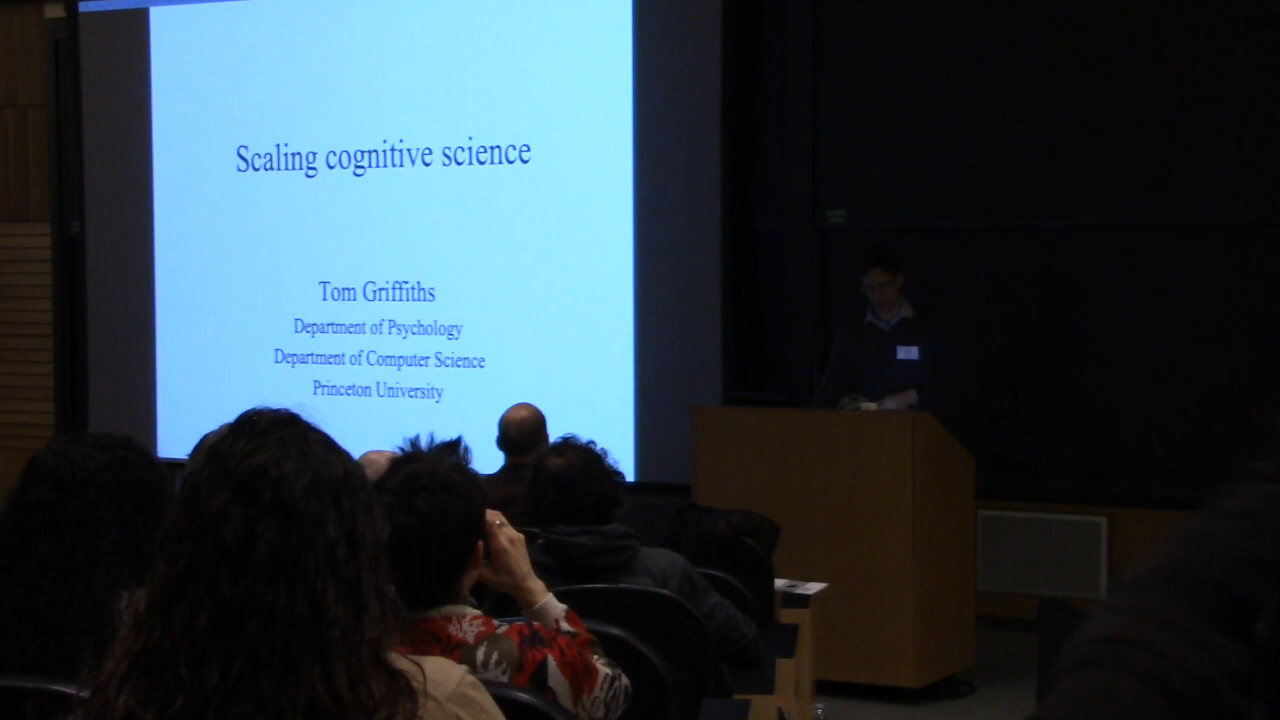 Scaling cognitive science
Tom Griffiths
Department of Psychology
Department of Computer Science
Princeton University